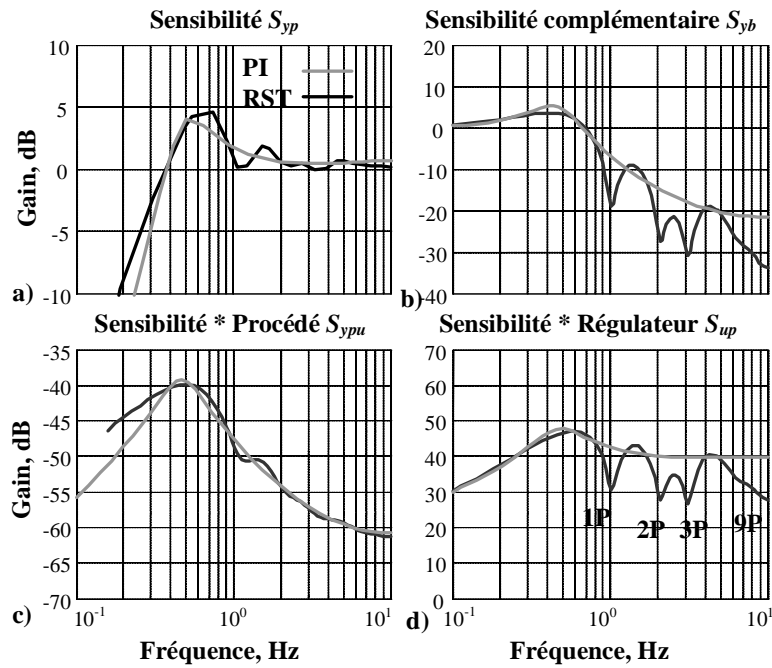 Sensibilité Syp
Gain, dB
10
5
0
-5
-10
PI
RST
a)
Sensibilité complémentaire Syb
20
10
0
-10
-20
-30
-40
b)
Sensibilité * Procédé Sypu
Gain, dB
-35
-40
-45
-50
-55
-60
-65
-70
c)
10-1
100
101
Fréquence, Hz
Sensibilité * Régulateur Sup
70
60
50
40
30
20
10
0
1P
2P
3P
9P
d)
10-1
100
101
Fréquence, Hz